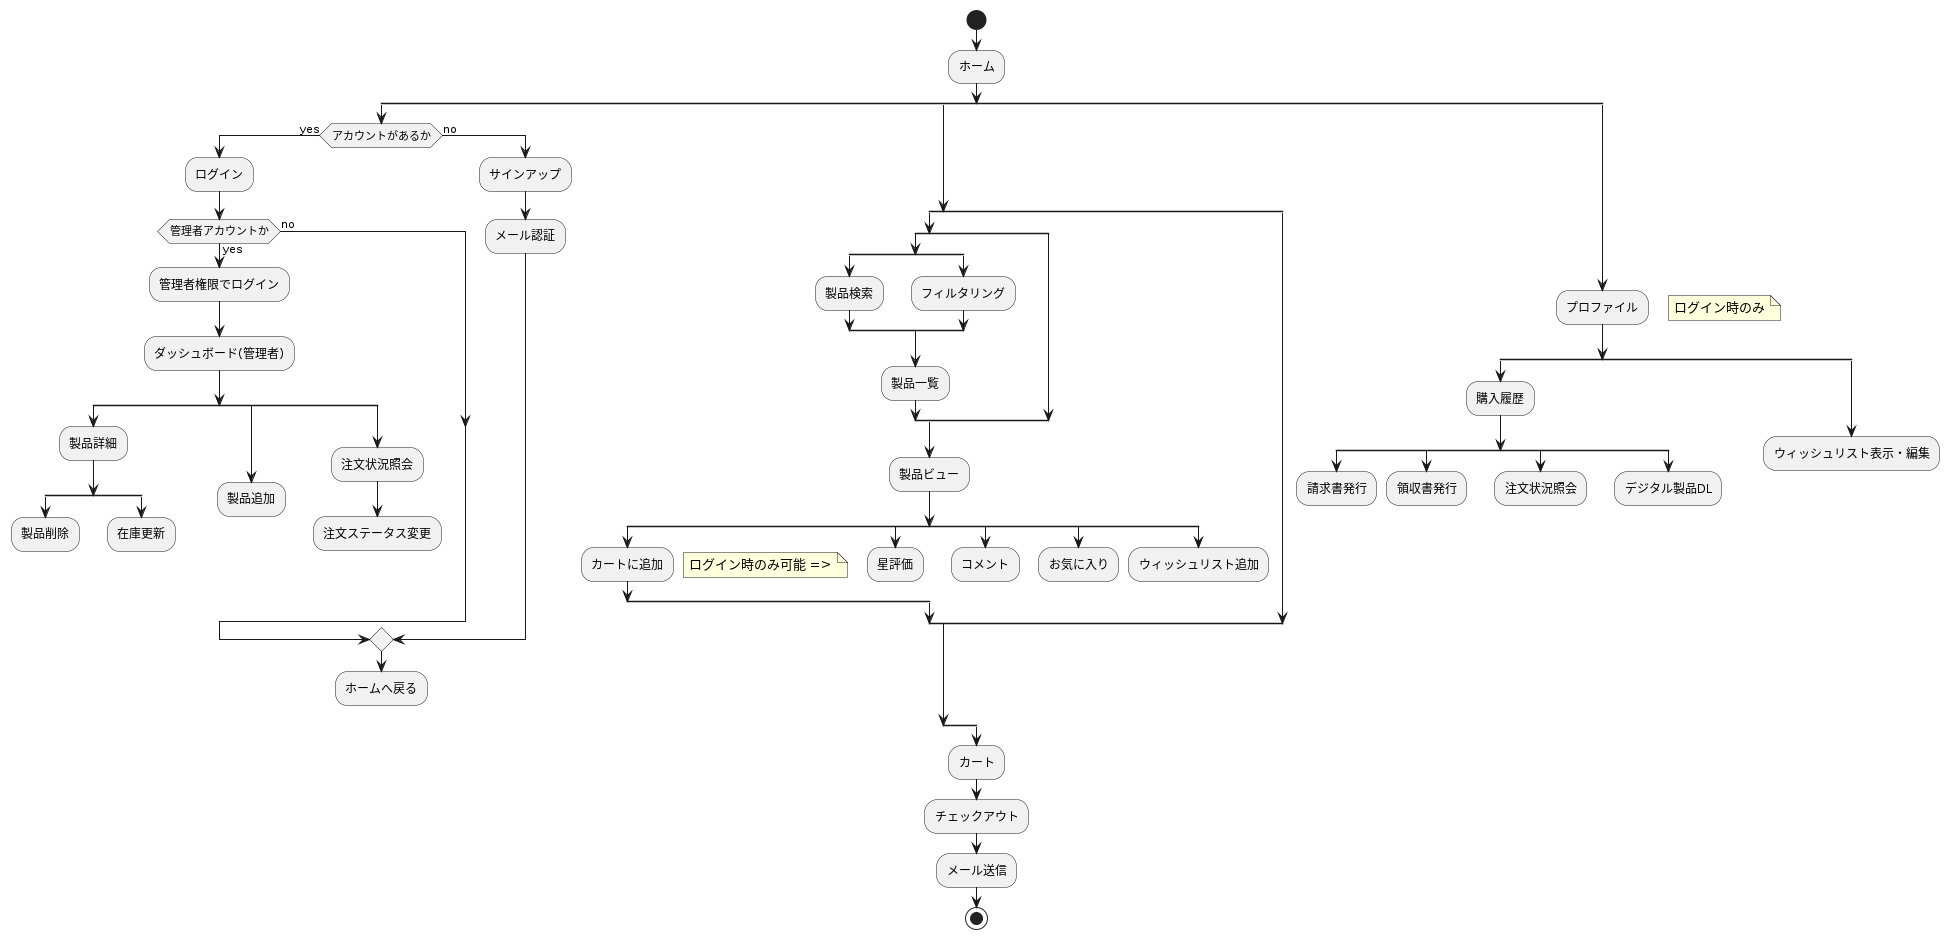 ホーム
アカウントがあるか
yes
no
ログイン
サインアップ
管理者アカウントか
yes
no
メール認証
管理者権限でログイン
ダッシュボード(管理者)
製品詳細
製品削除
在庫更新
製品追加
注文状況照会
注文ステータス変更
ホームへ戻る
製品検索
フィルタリング
製品一覧
製品ビュー
カートに追加
ログイン時のみ可能 =>
星評価
コメント
お気に入り
ウィッシュリスト追加
プロファイル
ログイン時のみ
購入履歴
請求書発行
領収書発行
注文状況照会
デジタル製品DL
ウィッシュリスト表示・編集
カート
チェックアウト
メール送信